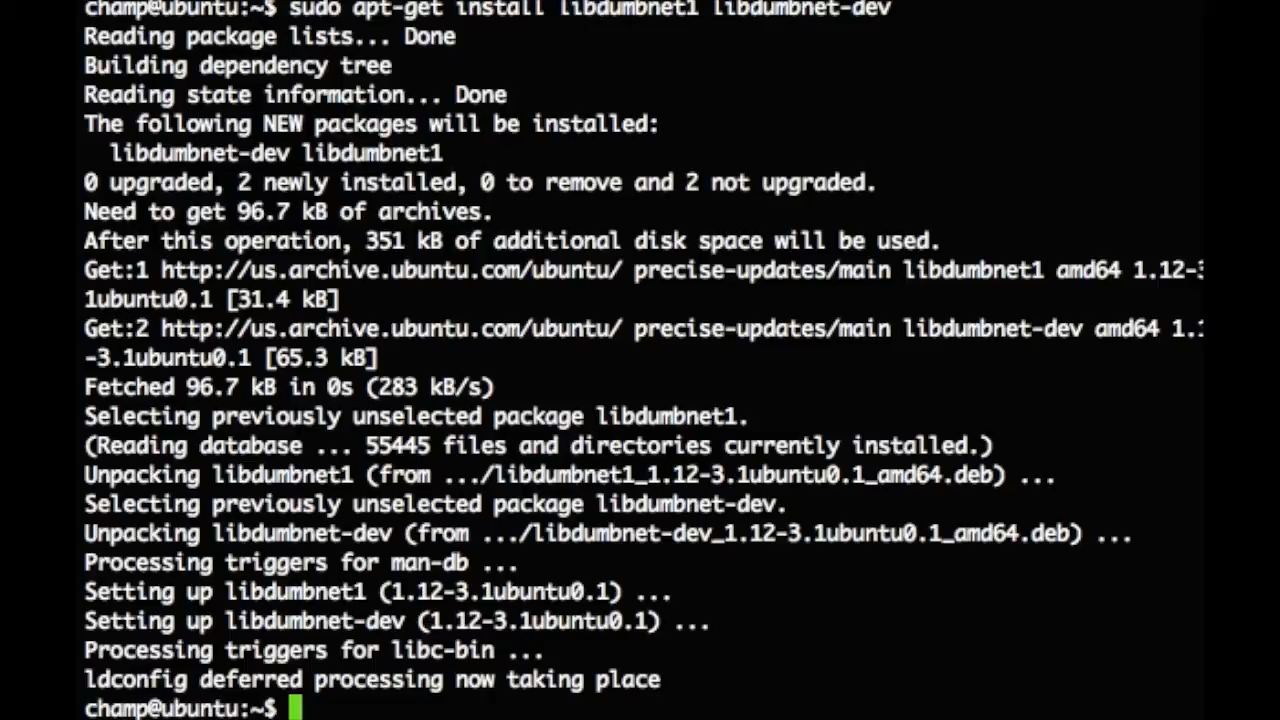 champ@ubuntu:~$ sudo apt-get install libdumbnet1 libdumbnet-dev
Reading package lists... Done
Building dependency tree
Reading state information... Done
The following NEW packages will be installed:
  libdumbnet-dev libdumbnet1
0 upgraded, 2 newly installed, 0 to remove and 2 not upgraded.
Need to get 96.7 kB of archives.
After this operation, 351 kB of additional disk space will be used.
Get:1 http://us.archive.ubuntu.com/ubuntu/ precise-updates/main libdumbnet1 amd64 1.12-3
1ubuntu0.1 [31.4 kB]
Get:2 http://us.archive.ubuntu.com/ubuntu/ precise-updates/main libdumbnet-dev amd64 1.1
-3.1ubuntu0.1 [65.3 kB]
Fetched 96.7 kB in 0s (283 kB/s)
Selecting previously unselected package libdumbnet1.
(Reading database ... 55445 files and directories currently installed.)
Unpacking libdumbnet1 (from .../libdumbnet1_1.12-3.1ubuntu0.1_amd64.deb) ...
Selecting previously unselected package libdumbnet-dev.
Unpacking libdumbnet-dev (from .../libdumbnet-dev_1.12-3.1ubuntu0.1_amd64.deb) ...
Processing triggers for man-db ...
Setting up libdumbnet1 (1.12-3.1ubuntu0.1) ...
Setting up libdumbnet-dev (1.12-3.1ubuntu0.1) ...
Processing triggers for libc-bin ...
ldconfig deferred processing now taking place
champ@ubuntu:~$